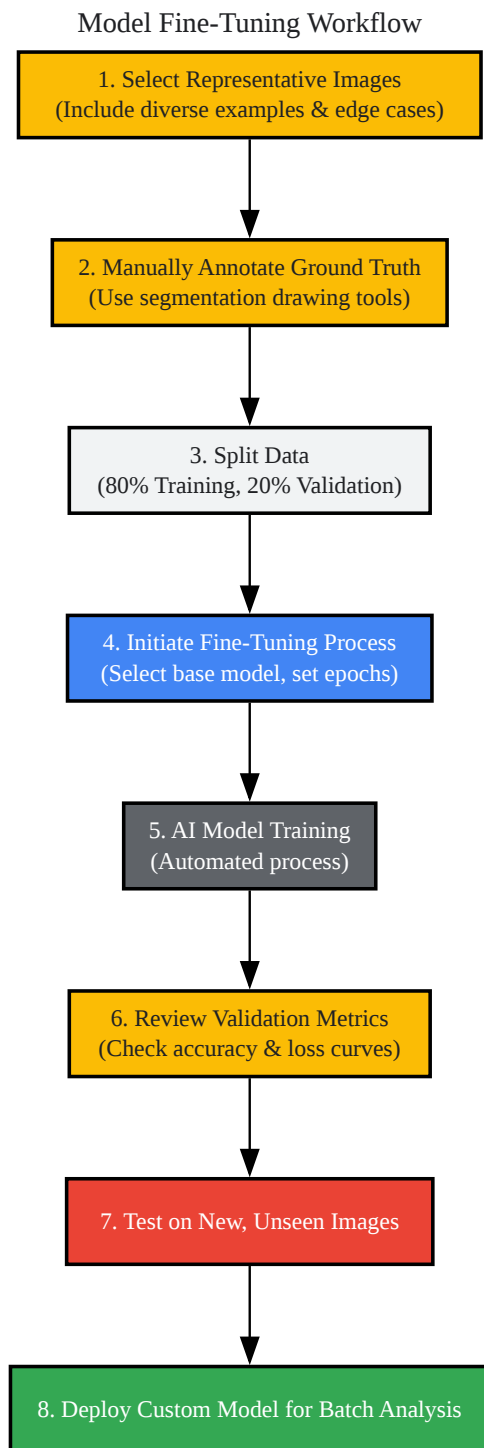 Model Fine-Tuning Workflow
1. Select Representative Images
(Include diverse examples & edge cases)
2. Manually Annotate Ground Truth
(Use segmentation drawing tools)
3. Split Data
(80% Training, 20% Validation)
4. Initiate Fine-Tuning Process
(Select base model, set epochs)
5. AI Model Training
(Automated process)
6. Review Validation Metrics
(Check accuracy & loss curves)
7. Test on New, Unseen Images
8. Deploy Custom Model for Batch Analysis